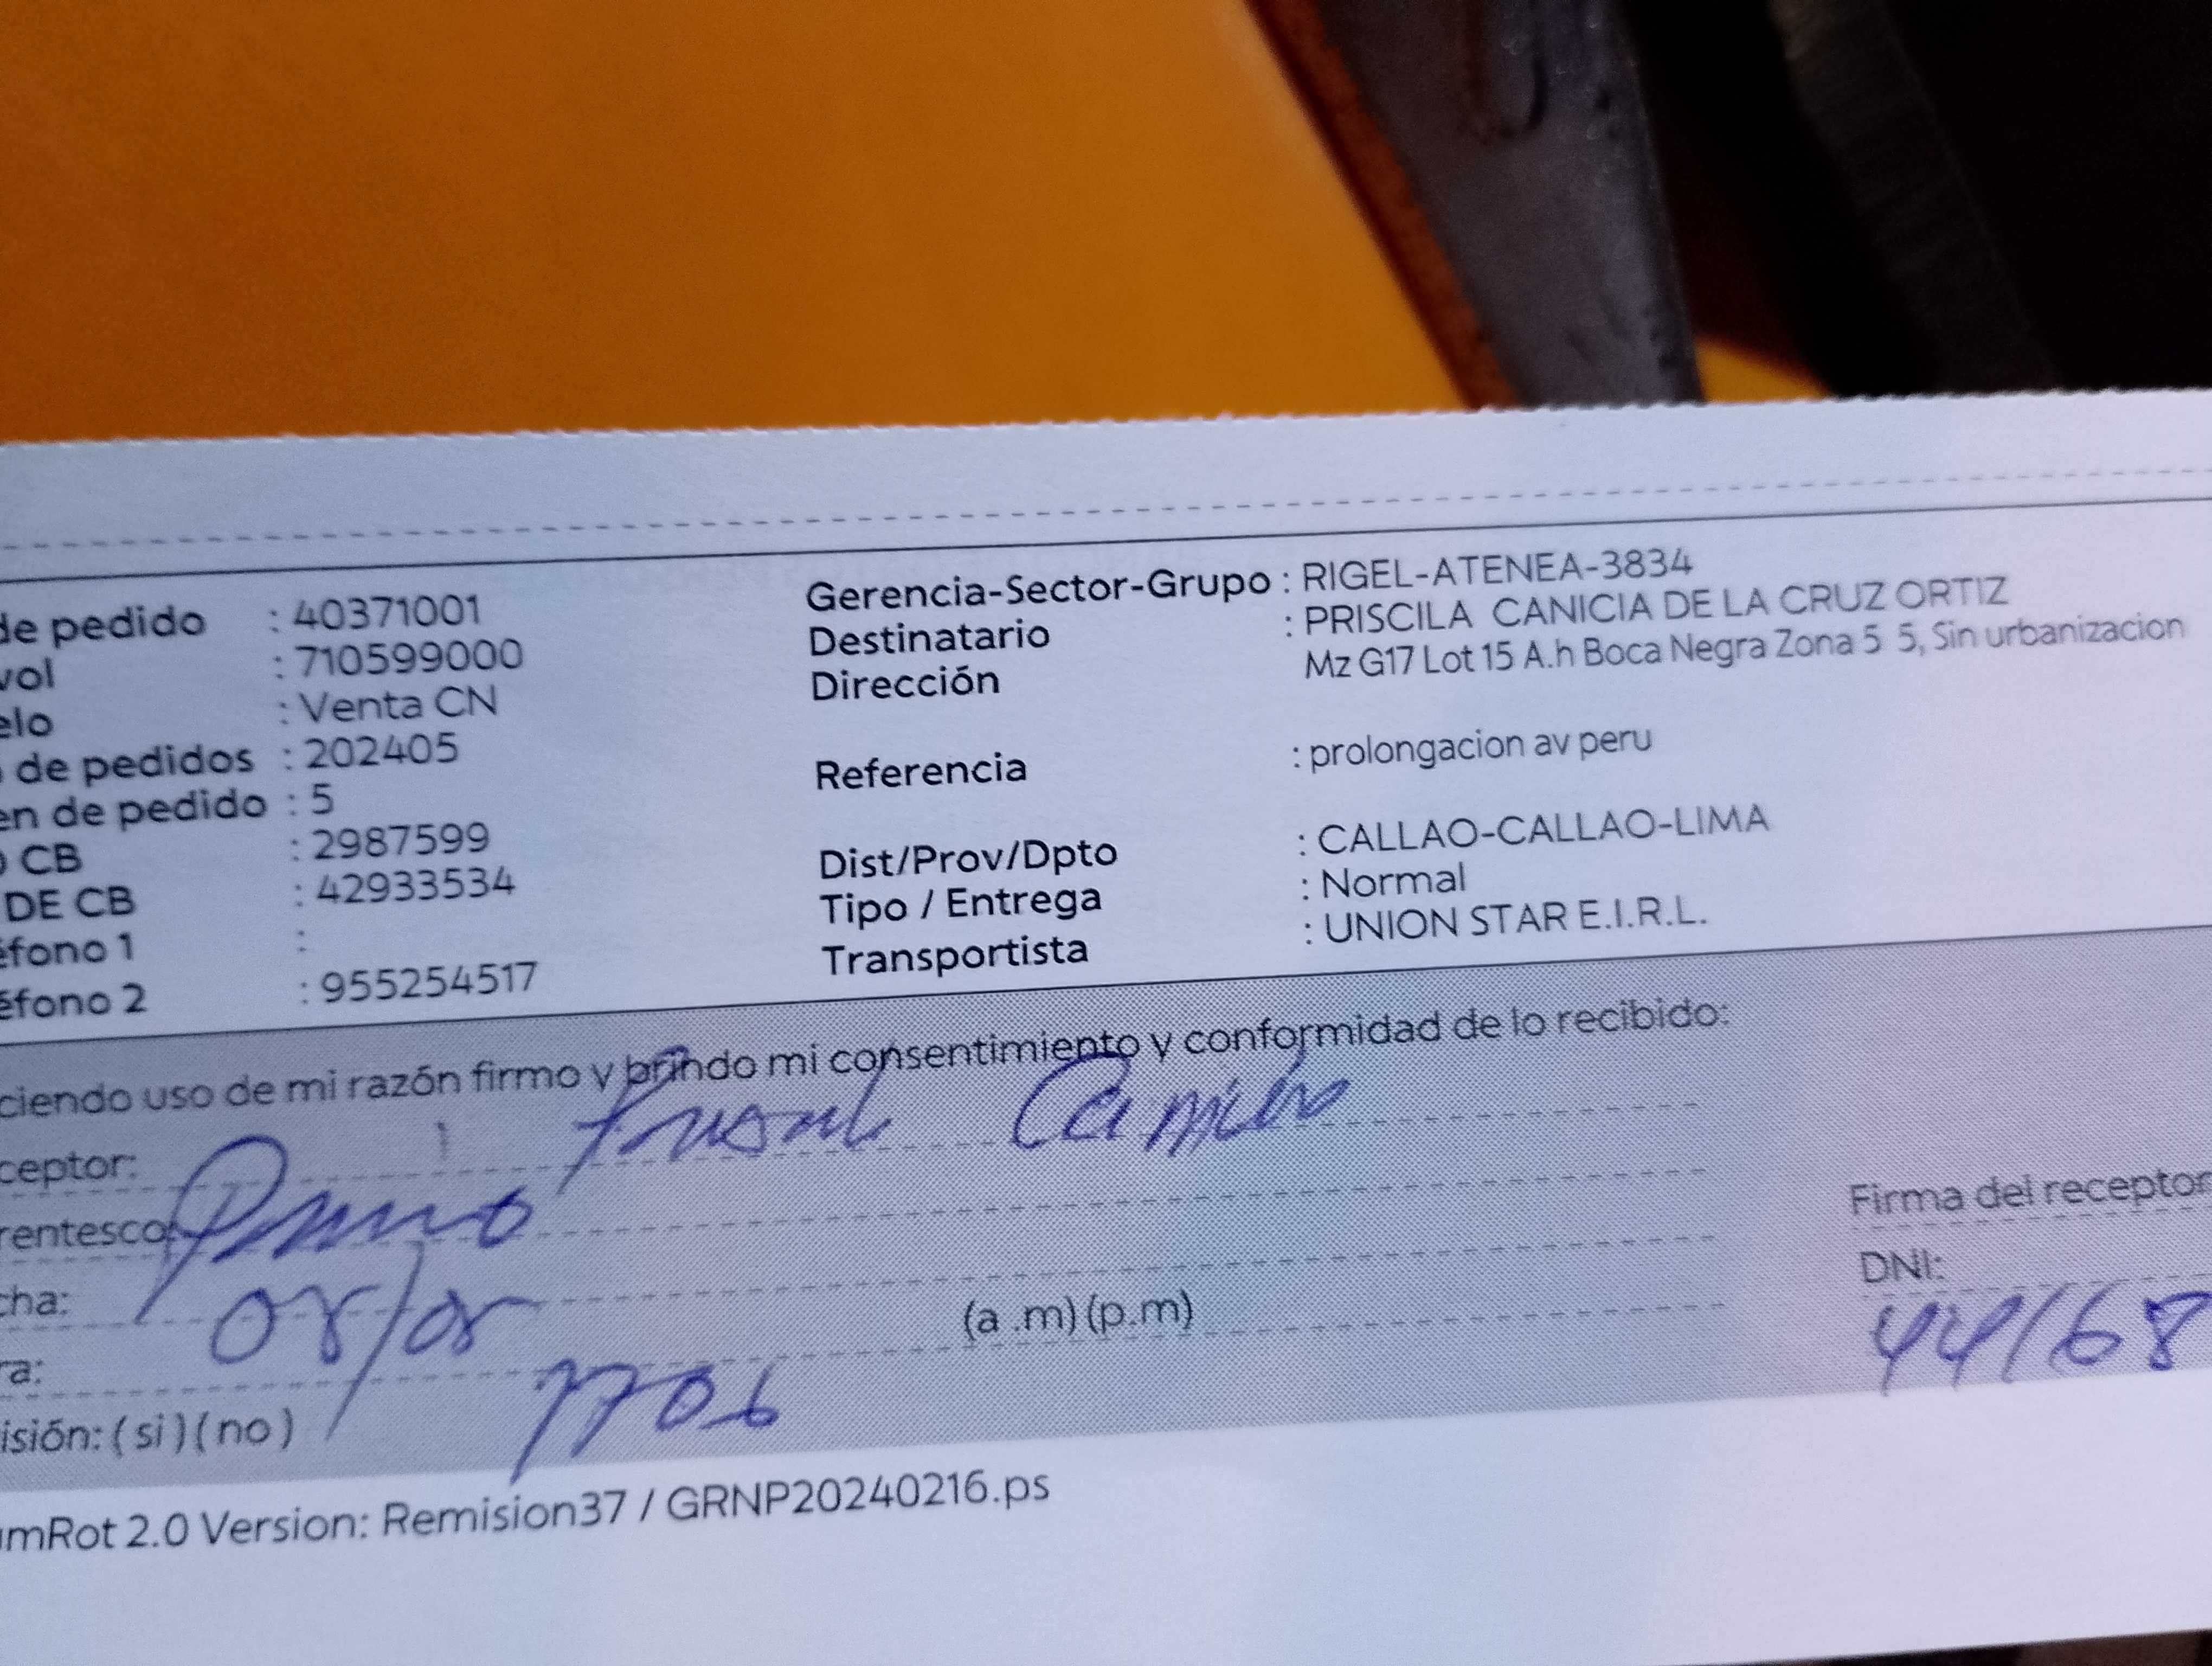 de pedido : 40371001
vol : 710599000
elo : Venta CN
de pedidos : 202405
en de pedido : 5
CB : 2987599
DE CB : 42933534
éfono 1 :
éfono 2 : 955254517
Gerencia-Sector-Grupo : RIGEL-ATENEA-3834
Destinatario : PRISCILA CANICIA DE LA CRUZ ORTIZ
Dirección Mz G17 Lot 15 A.h Boca Negra Zona 5 5, Sin urbanizacion
Referencia : prolongacion av peru
Dist/Prov/Dpto : CALLAO-CALLAO-LIMA
Tipo / Entrega : Normal
Transportista : UNION STAR E.I.R.L.
ciendo uso de mi razón firmo y brindo mi consentimiento y conformidad de lo recibido:
ceptor:
rentesco:
cha:
ra: (a .m) (p.m)
isión: ( si ) ( no )
Firma del receptor
DNI:
44168
mRot 2.0 Version: Remision37 / GRNP20240216.ps